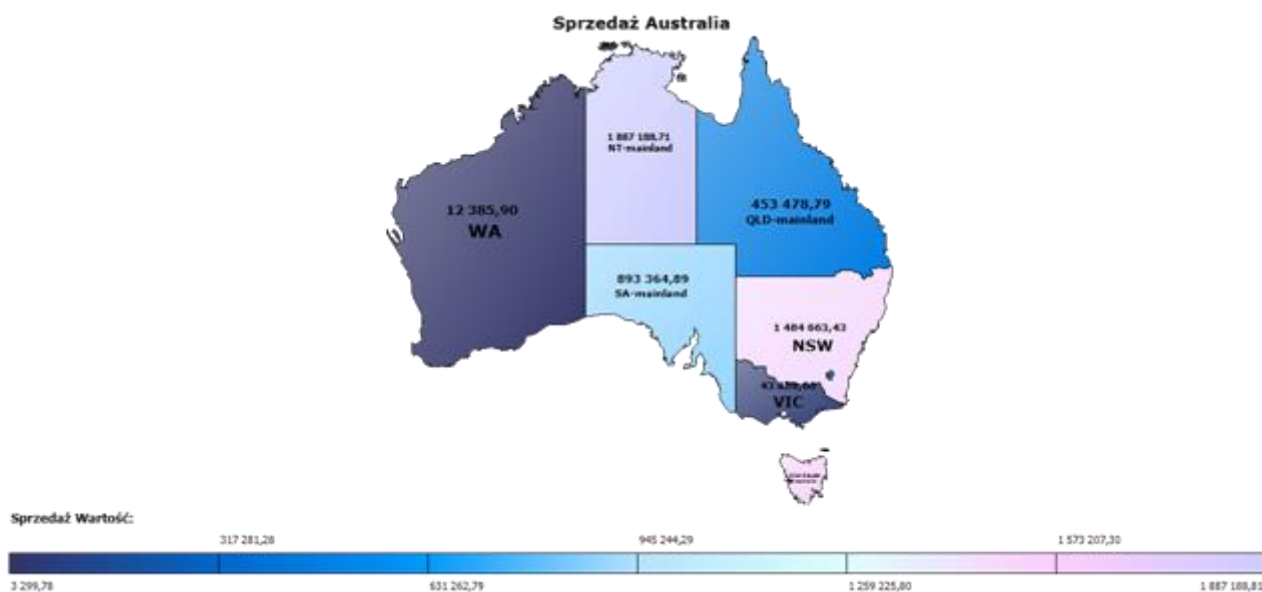 Sprzedaż Australia
1 887 188,71
NT-mainland
12 385,90
WA
453 478,79
QLD-mainland
893 364,89
SA-mainland
1 484 663,43
NSW
VIC
Sprzedaż Wartość:
317 281,28
945 244,29
1 573 207,30
3 299,78
631 262,79
1 259 225,80
1 887 188,81